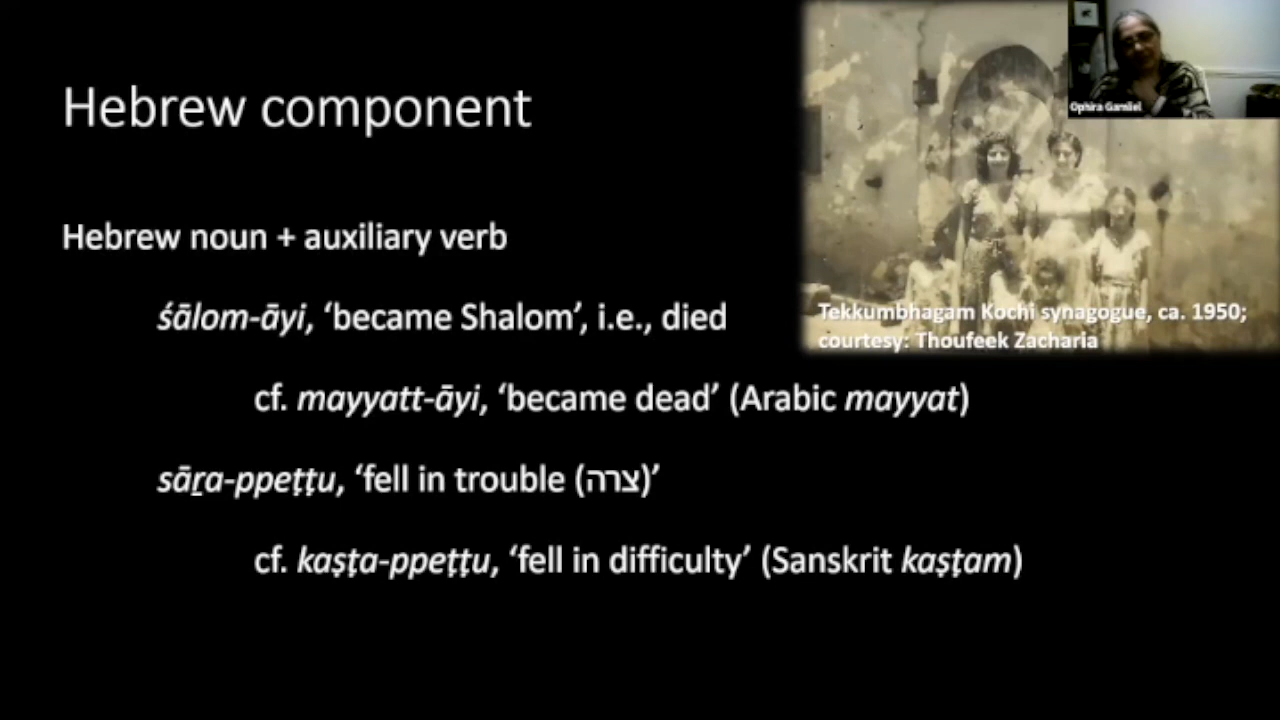 Hebrew component
Ophira Gamliel
Hebrew noun + auxiliary verb
śālom-āyi, ‘became Shalom’, i.e., died
Tekkumbhagam Kochi synagogue, ca. 1950;
courtesy: Thoufeek Zacharia
cf. mayyatt-āyi, ‘became dead’ (Arabic mayyat)
sāṟa-ppeṭṭu, ‘fell in trouble (צרה)’
cf. kaṣṭa-ppeṭṭu, ‘fell in difficulty’ (Sanskrit kaṣṭam)